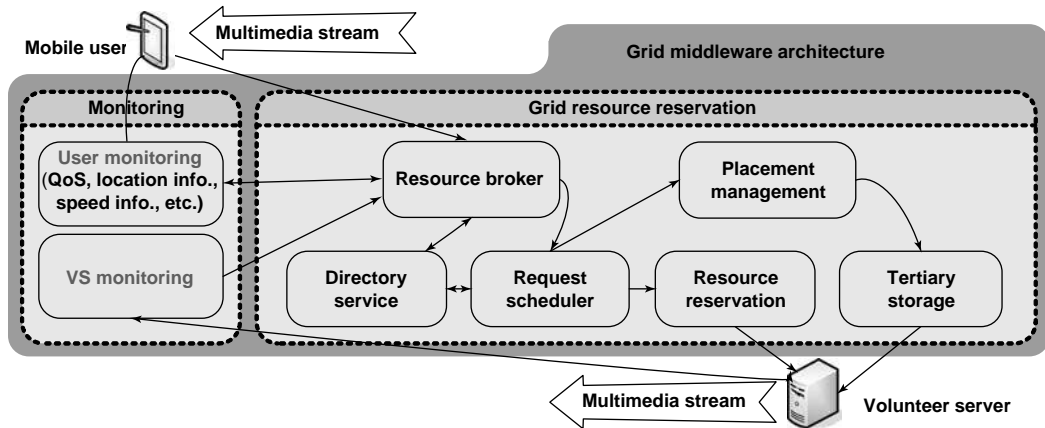 Multimedia stream
Mobile user
Grid middleware architecture
Monitoring
Grid resource reservation
User monitoring
(QoS, location info.,
speed info., etc.)
Resource broker
Placement
management
VS monitoring
Directory
service
Request
scheduler
Resource
reservation
Tertiary
storage
Multimedia stream
Volunteer server